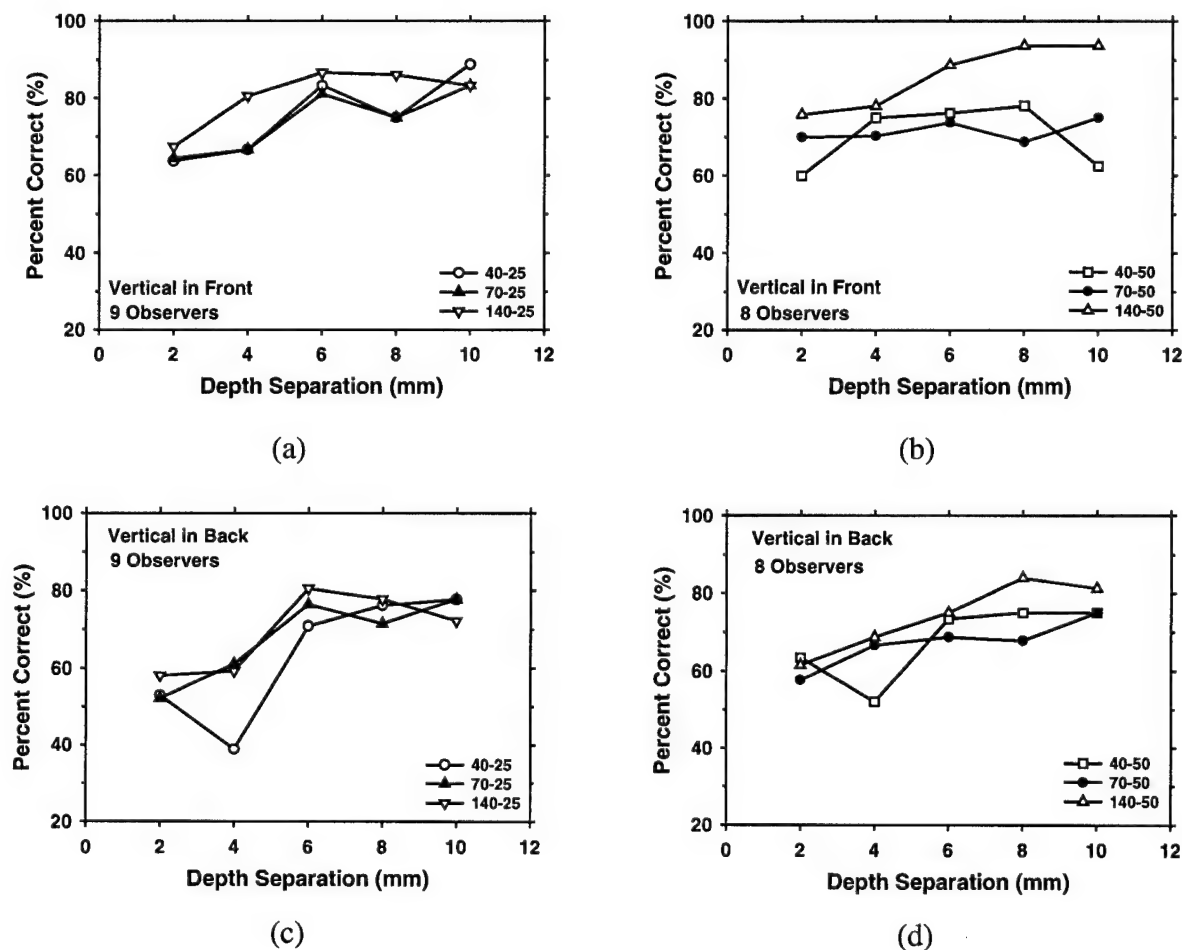 100
80
60
40
20
Percent Correct (%)
Vertical in Front
9 Observers
40-25
70-25
140-25
0 2 4 6 8 10 12
Depth Separation (mm)
(a)
100
80
60
40
20
Percent Correct (%)
Vertical in Front
8 Observers
40-50
70-50
140-50
0 2 4 6 8 10 12
Depth Separation (mm)
(b)
100
80
60
40
20
Percent Correct (%)
Vertical in Back
9 Observers
40-25
70-25
140-25
0 2 4 6 8 10 12
Depth Separation (mm)
(c)
100
80
60
40
20
Percent Correct (%)
Vertical in Back
8 Observers
40-50
70-50
140-50
0 2 4 6 8 10 12
Depth Separation (mm)
(d)